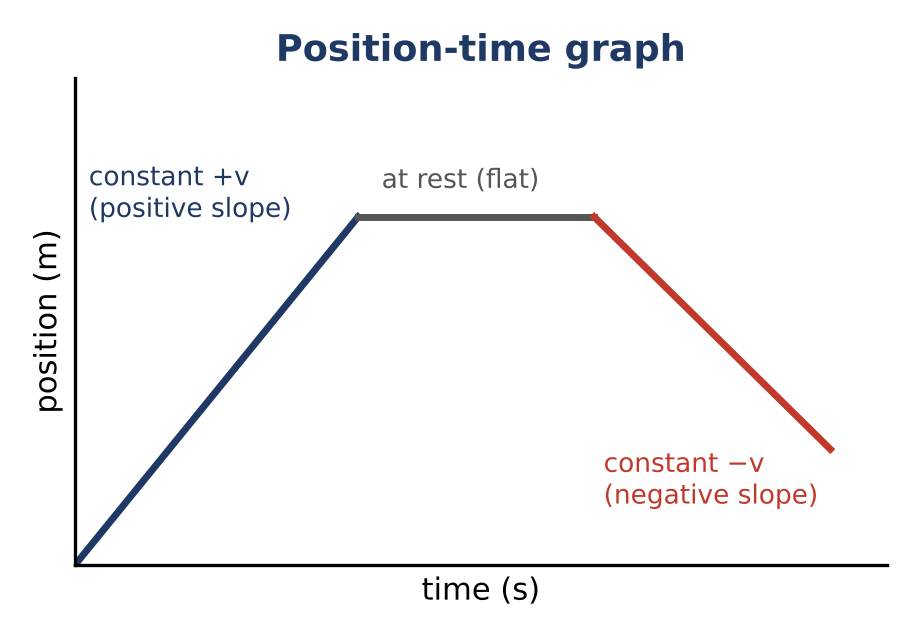 Position-time graph
constant +v
(positive slope)
at rest (flat)
position (m)
constant −v
(negative slope)
time (s)